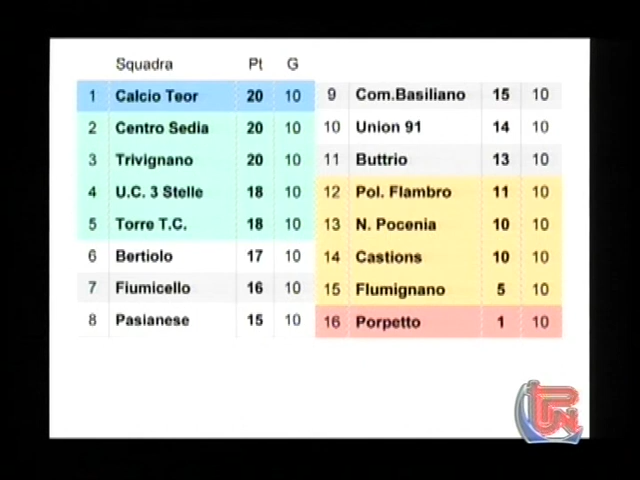 Squadra Pt G
1 Calcio Teor 20 10
2 Centro Sedia 20 10
3 Trivignano 20 10
4 U.C. 3 Stelle 18 10
5 Torre T.C. 18 10
6 Bertiolo 17 10
7 Fiumicello 16 10
8 Pasianese 15 10
9 Com.Basiliano 15 10
10 Union 91 14 10
11 Buttrio 13 10
12 Pol. Flambro 11 10
13 N. Pocenia 10 10
14 Castions 10 10
15 Flumignano 5 10
16 Porpetto 1 10
TPN